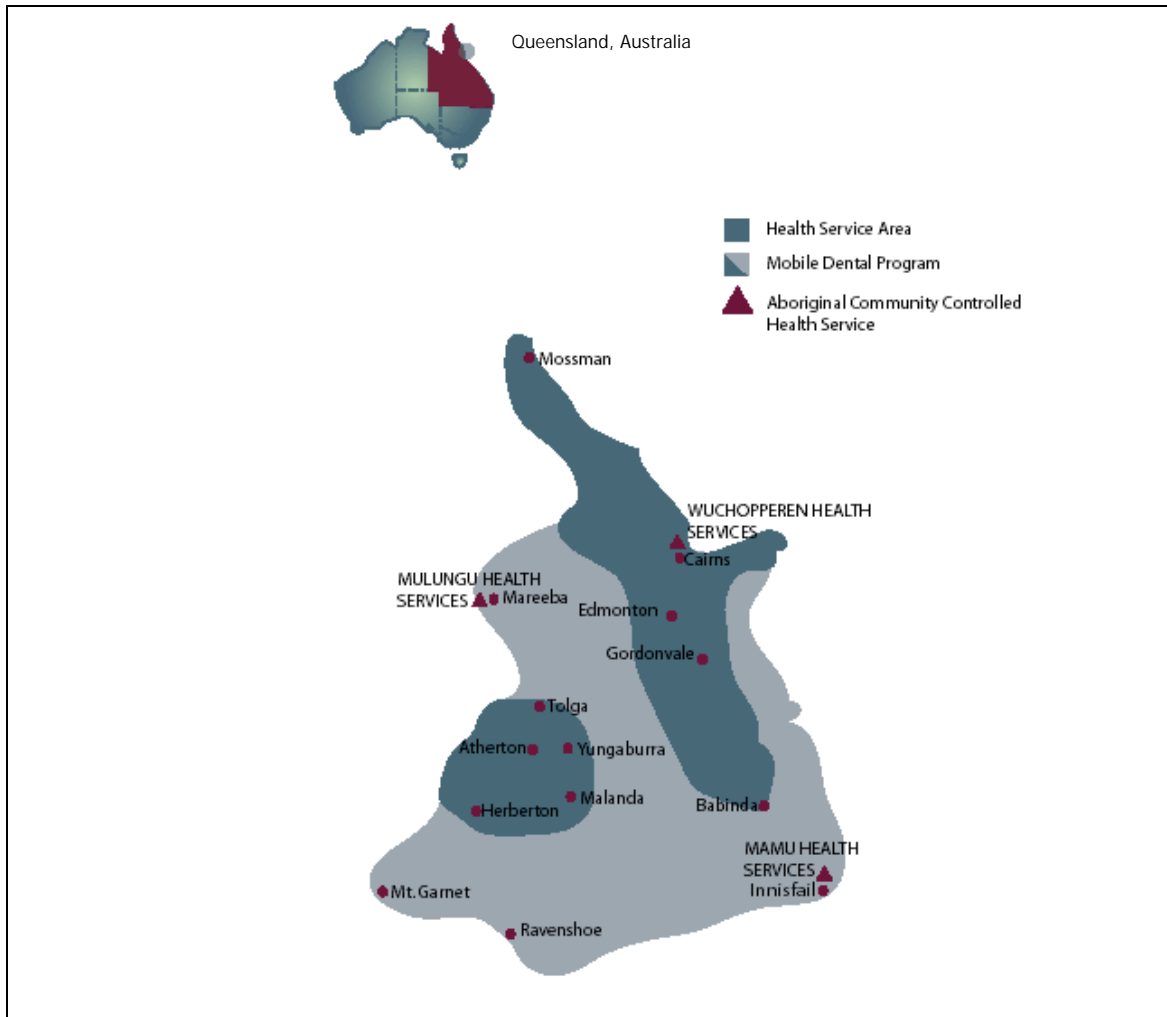 Queensland, Australia
Health Service Area
Mobile Dental Program
Aboriginal Community Controlled
Health Service
Mossman
WUCHOPPEREN HEALTH
SERVICES
Cairns
MULUNGU HEALTH
SERVICES
Mareeba
Edmonton
Gordonvale
Tolga
Atherton
Yungaburra
Malanda
Babinda
Herberton
MAMU HEALTH
SERVICES
Innisfail
Mt. Garnet
Ravenshoe